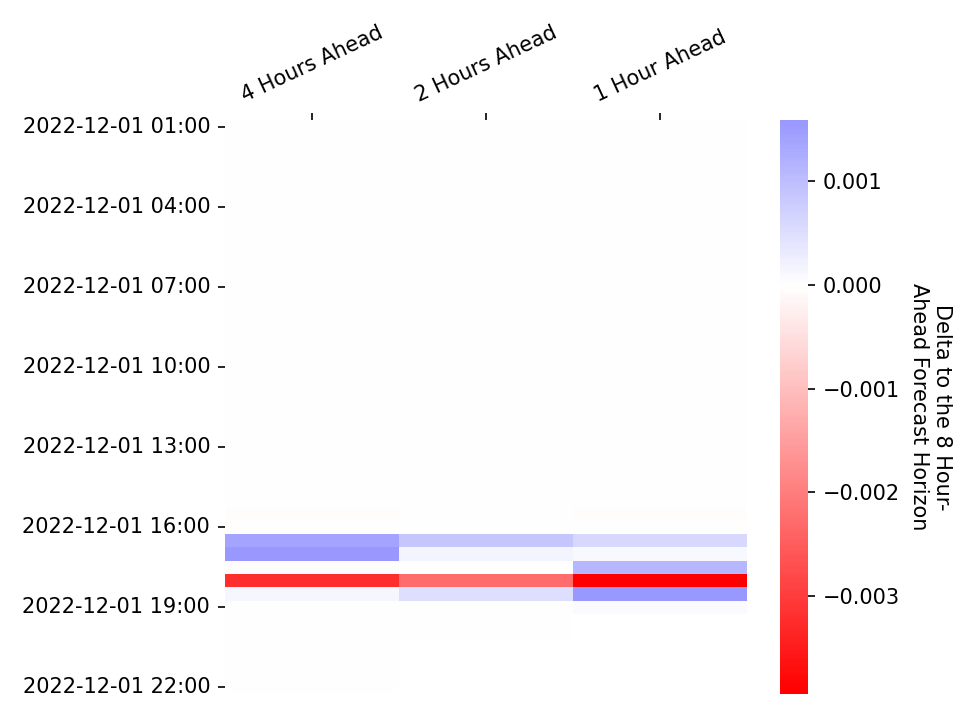 4 Hours Ahead
2 Hours Ahead
1 Hour Ahead
2022-12-01 01:00
2022-12-01 04:00
2022-12-01 07:00
2022-12-01 10:00
2022-12-01 13:00
2022-12-01 16:00
2022-12-01 19:00
2022-12-01 22:00
0.001
0.000
−0.001
−0.002
−0.003
Delta to the 8 Hour-
Ahead Forecast Horizon